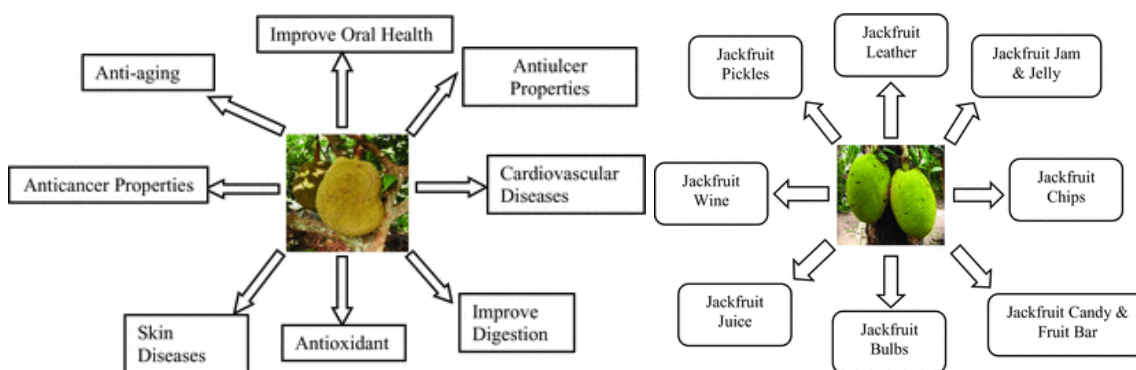 Improve Oral Health
Anti-aging
Antiulcer
Properties
Anticancer Properties
Cardiovascular
Diseases
Skin
Diseases
Antioxidant
Improve
Digestion
Jackfruit
Leather
Jackfruit
Pickles
Jackfruit Jam
& Jelly
Jackfruit
Wine
Jackfruit
Chips
Jackfruit
Juice
Jackfruit
Bulbs
Jackfruit Candy &
Fruit Bar